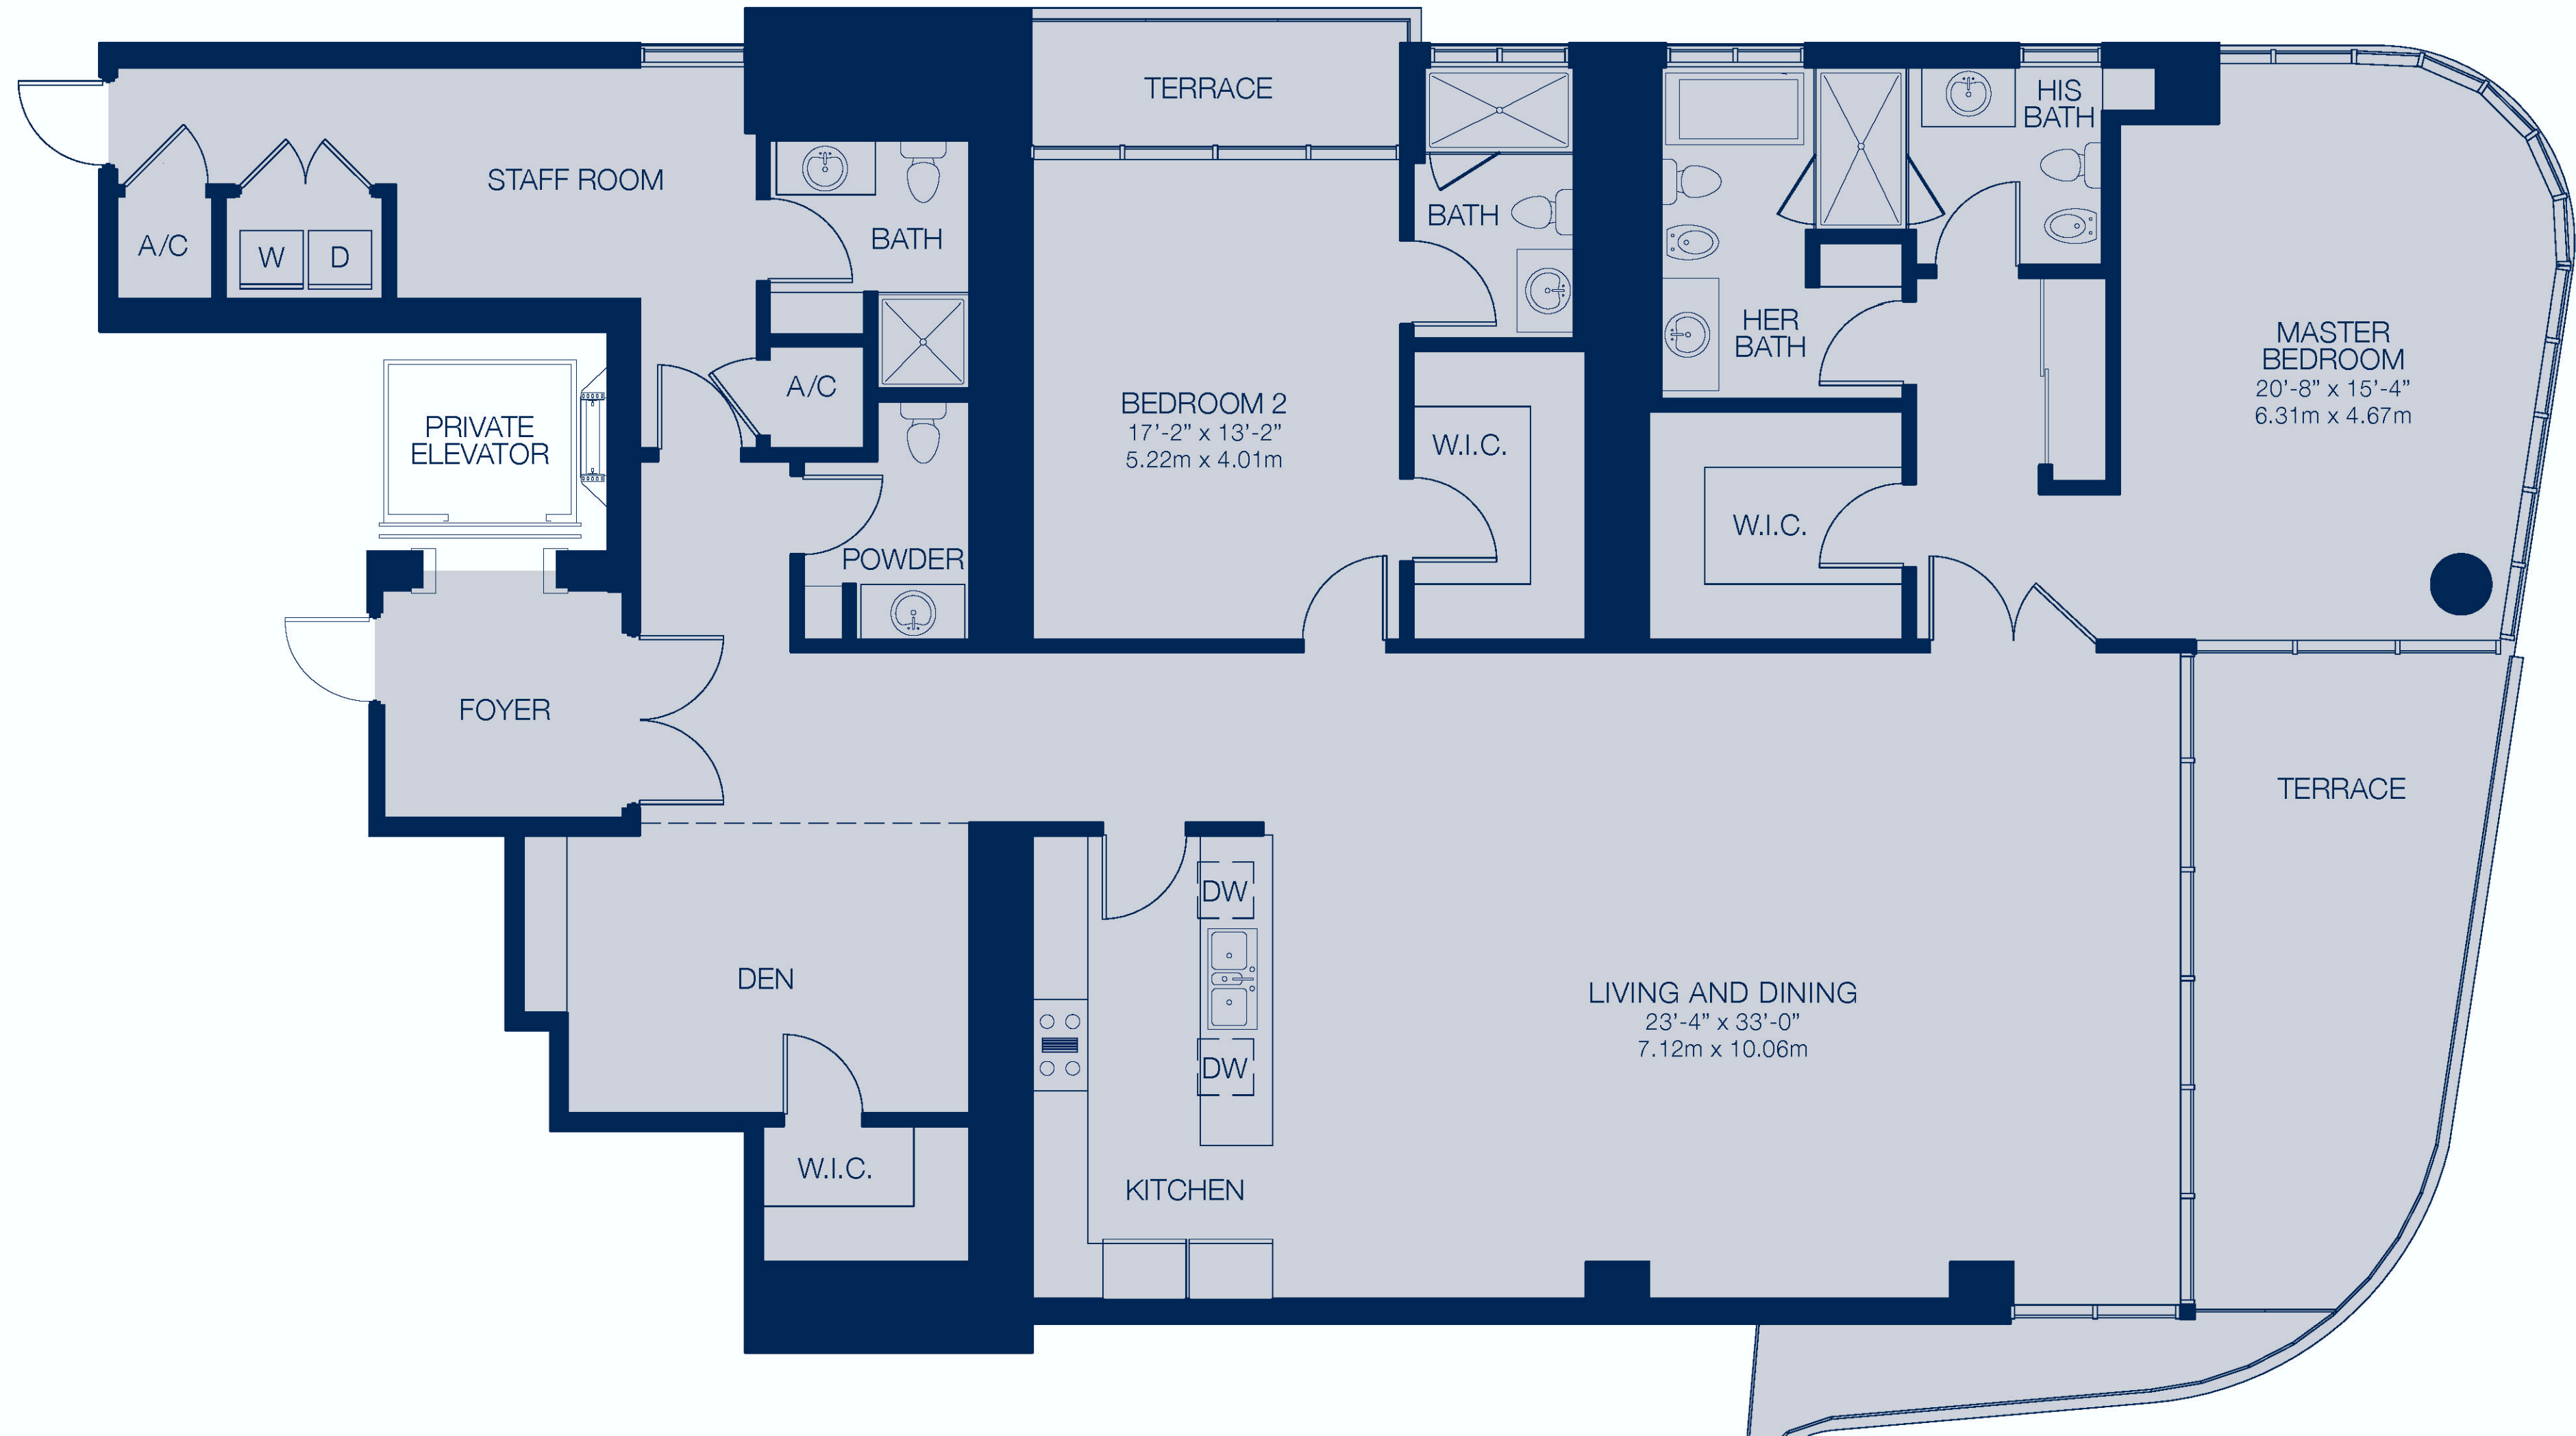 TERRACE
HIS
BATH
STAFF ROOM
BATH
BATH
A/C
W
D
HER
BATH
MASTER
BEDROOM
20'-8” x 15'-4”
6.31m x 4.67m
A/C
BEDROOM 2
17'-2” x 13'-2”
5.22m x 4.01m
W.I.C.
PRIVATE
ELEVATOR
W.I.C.
POWDER
FOYER
TERRACE
DW
DEN
LIVING AND DINING
23'-4” x 33'-0”
7.12m x 10.06m
DW
W.I.C.
KITCHEN